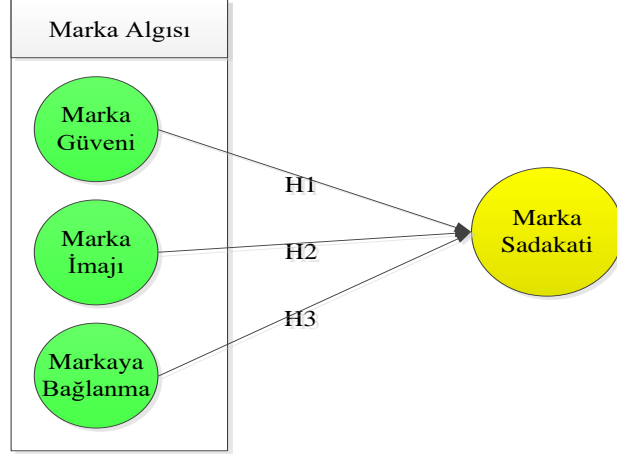 Marka Algısı
Marka
Güveni
H1
Marka
İmajı
H2
Marka
Sadakati
H3
Markaya
Bağlanma